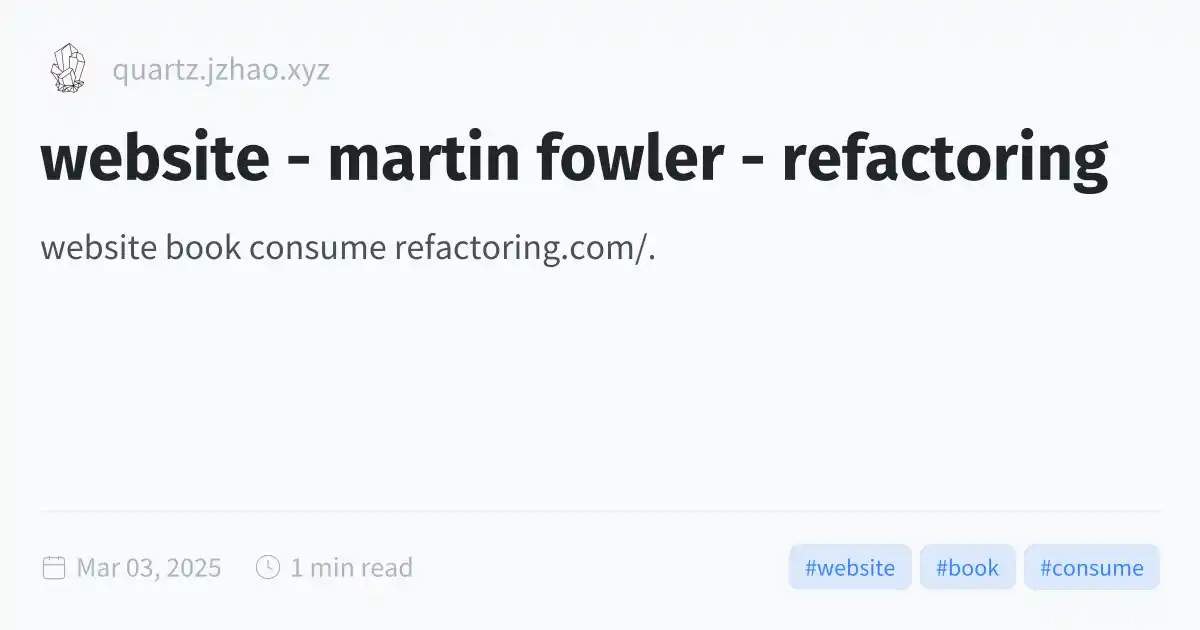 quartz.jzhao.xyz
website - martin fowler - refactoring
website book consume refactoring.com/.
Mar 03, 2025 1 min read #website #book #consume